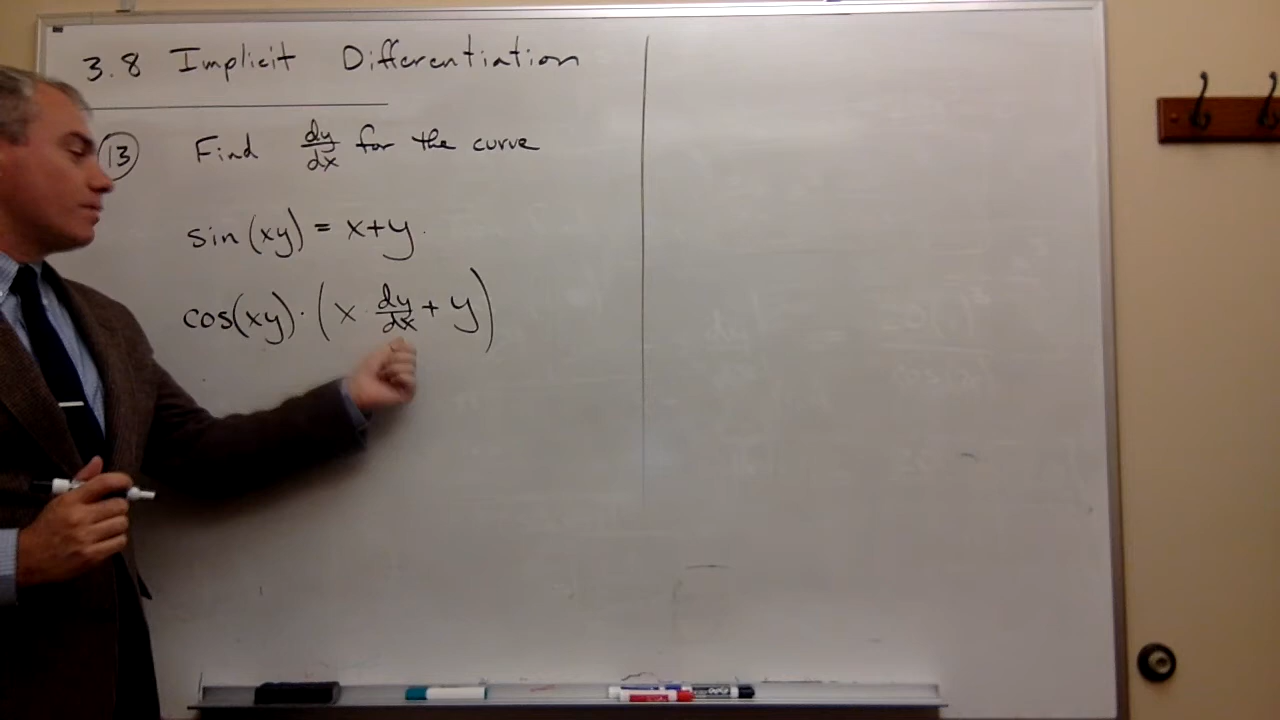 3.8 Implicit Differentiation
13 Find dy/dx for the curve
sin(xy) = x+y.
cos(xy)·(x·dy/dx + y)